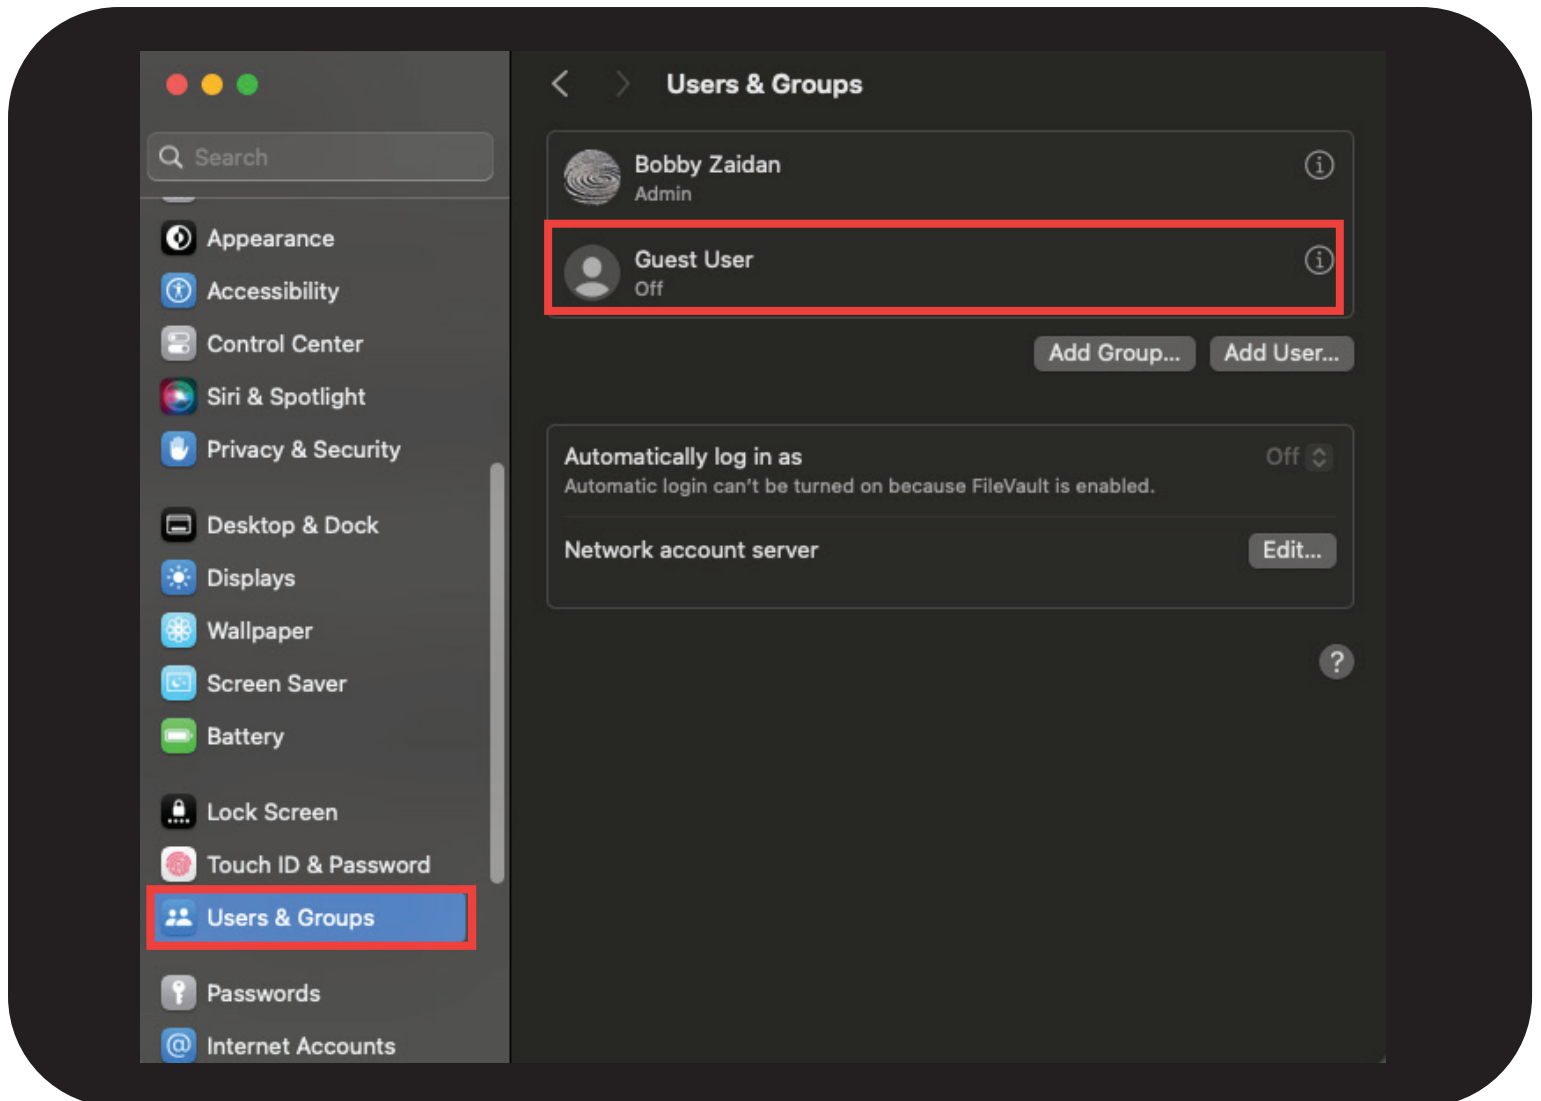 Search
Appearance
Accessibility
Control Center
Siri & Spotlight
Privacy & Security
Desktop & Dock
Displays
Wallpaper
Screen Saver
Battery
Lock Screen
Touch ID & Password
Users & Groups
Passwords
Internet Accounts
Users & Groups
Bobby Zaidan
Admin
Guest User
Off
Add Group...
Add User...
Automatically log in as
Off
Automatic login can't be turned on because FileVault is enabled.
Network account server
Edit...
?